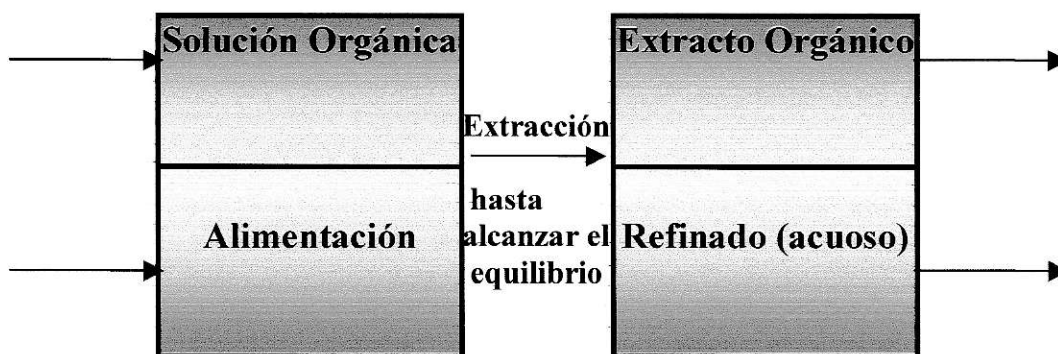 Solución Orgánica
Extracto Orgánico
Extracción
hasta
alcanzar el
equilibrio
Alimentación
Refinado (acuoso)